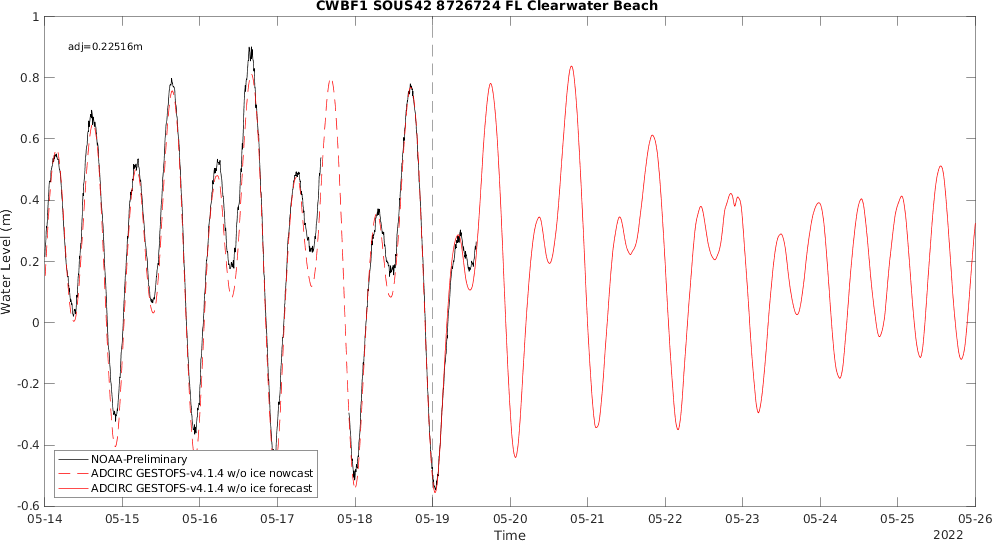 CWBF1 SOUS42 8726724 FL Clearwater Beach
adj=0.22516m
1
0.8
0.6
0.4
0.2
0
-0.2
-0.4
-0.6
Water Level (m)
NOAA-Preliminary
ADCIRC GESTOFS-v4.1.4 w/o ice nowcast
ADCIRC GESTOFS-v4.1.4 w/o ice forecast
05-14 05-15 05-16 05-17 05-18 05-19 05-20 05-21 05-22 05-23 05-24 05-25 05-26
Time
2022